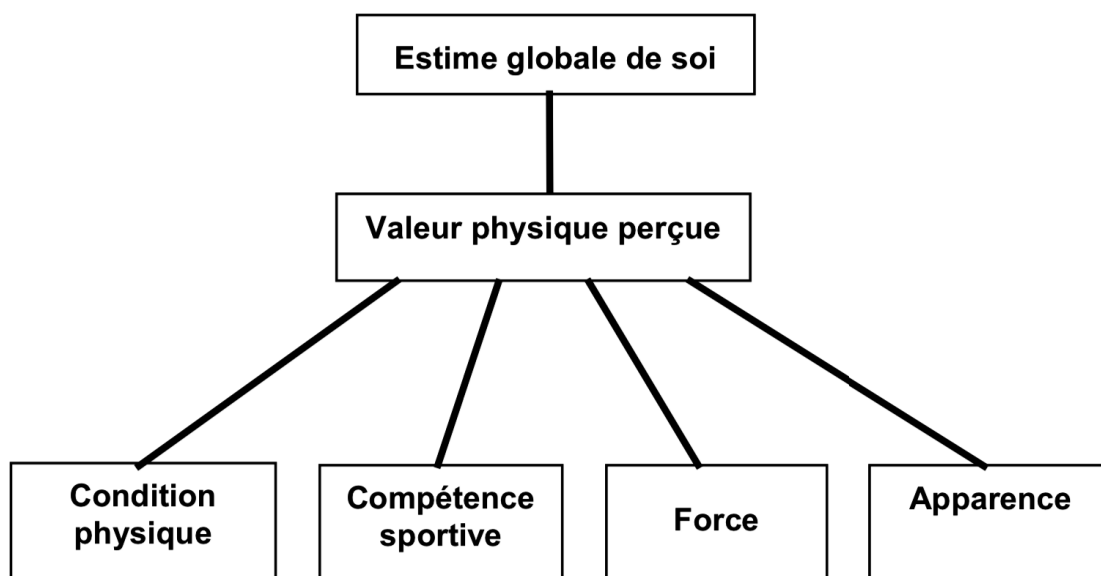 Estime globale de soi
Valeur physique perçue
Condition
physique
Compétence
sportive
Force
Apparence